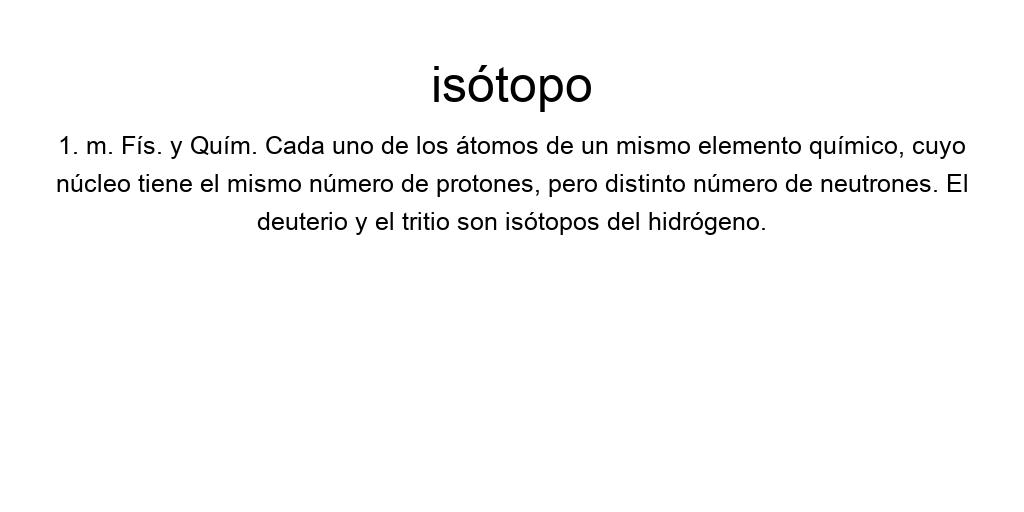 isótopo
1. m. Fís. y Quím. Cada uno de los átomos de un mismo elemento químico, cuyo
núcleo tiene el mismo número de protones, pero distinto número de neutrones. El
deuterio y el tritio son isótopos del hidrógeno.